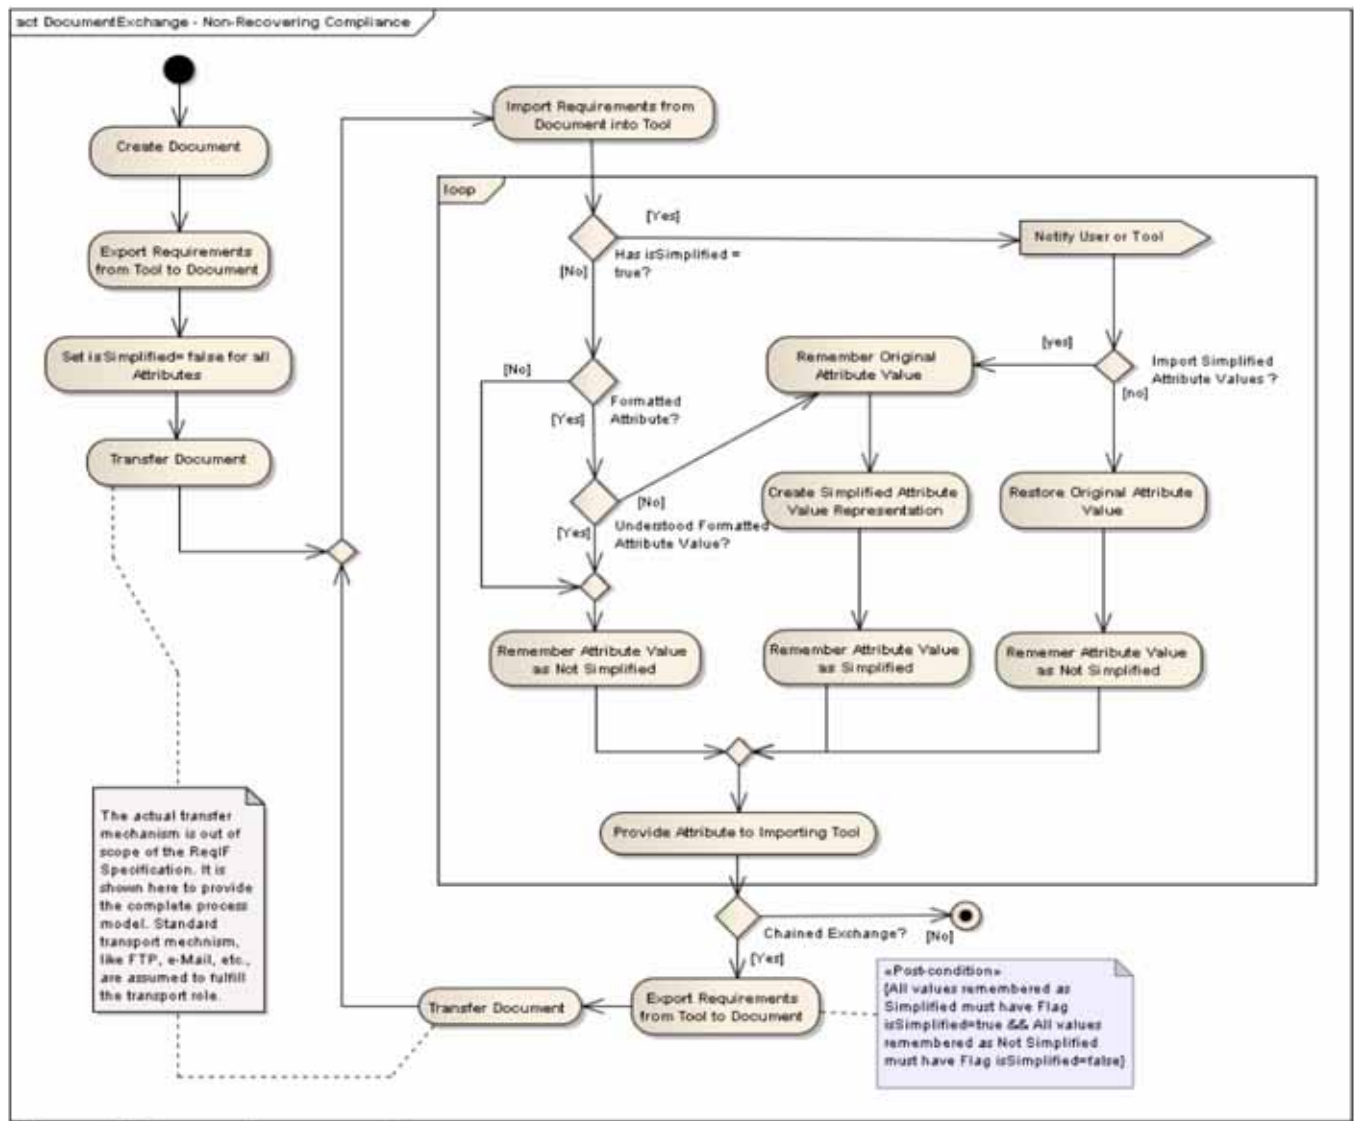 act DocumentExchange - Non-Recovering Compliance
Create Document
Export Requirements
from Tool to Document
Set isSimplified= false for all
Attributes
Transfer Document
Import Requirements from
Document into Tool
loop
[Yes]
Has isSimplified =
true?
[No]
Notify User or Tool
[yes]
Import Simplified
Attribute Values ?
[no]
Remember Original
Attribute Value
[No]
Formatted
Attribute?
[Yes]
[No]
Understood Formatted
Attribute Value?
[Yes]
Create Simplified Attribute
Value Representation
Restore Original Attribute
Value
Remember Attribute Value
as Not Simplified
Remember Attribute Value
as Simplified
Rememer Attribute Value
as Not Simplified
Provide Attribute to Importing Tool
Chained Exchange?
[No]
[Yes]
Export Requirements
from Tool to Document
Transfer Document
The actual transfer
mechanism is out of
scope of the ReqIF
Specification. It is
shown here to provide
the complete process
model. Standard
transport mechnism,
like FTP, e-Mail, etc.,
are assumed to fulfill
the transport role.
«Post-condition»
{All values remembered as
Simplified must have Flag
isSimplified=true && All values
remembered as Not Simplified
must have Flag isSimplified=false}